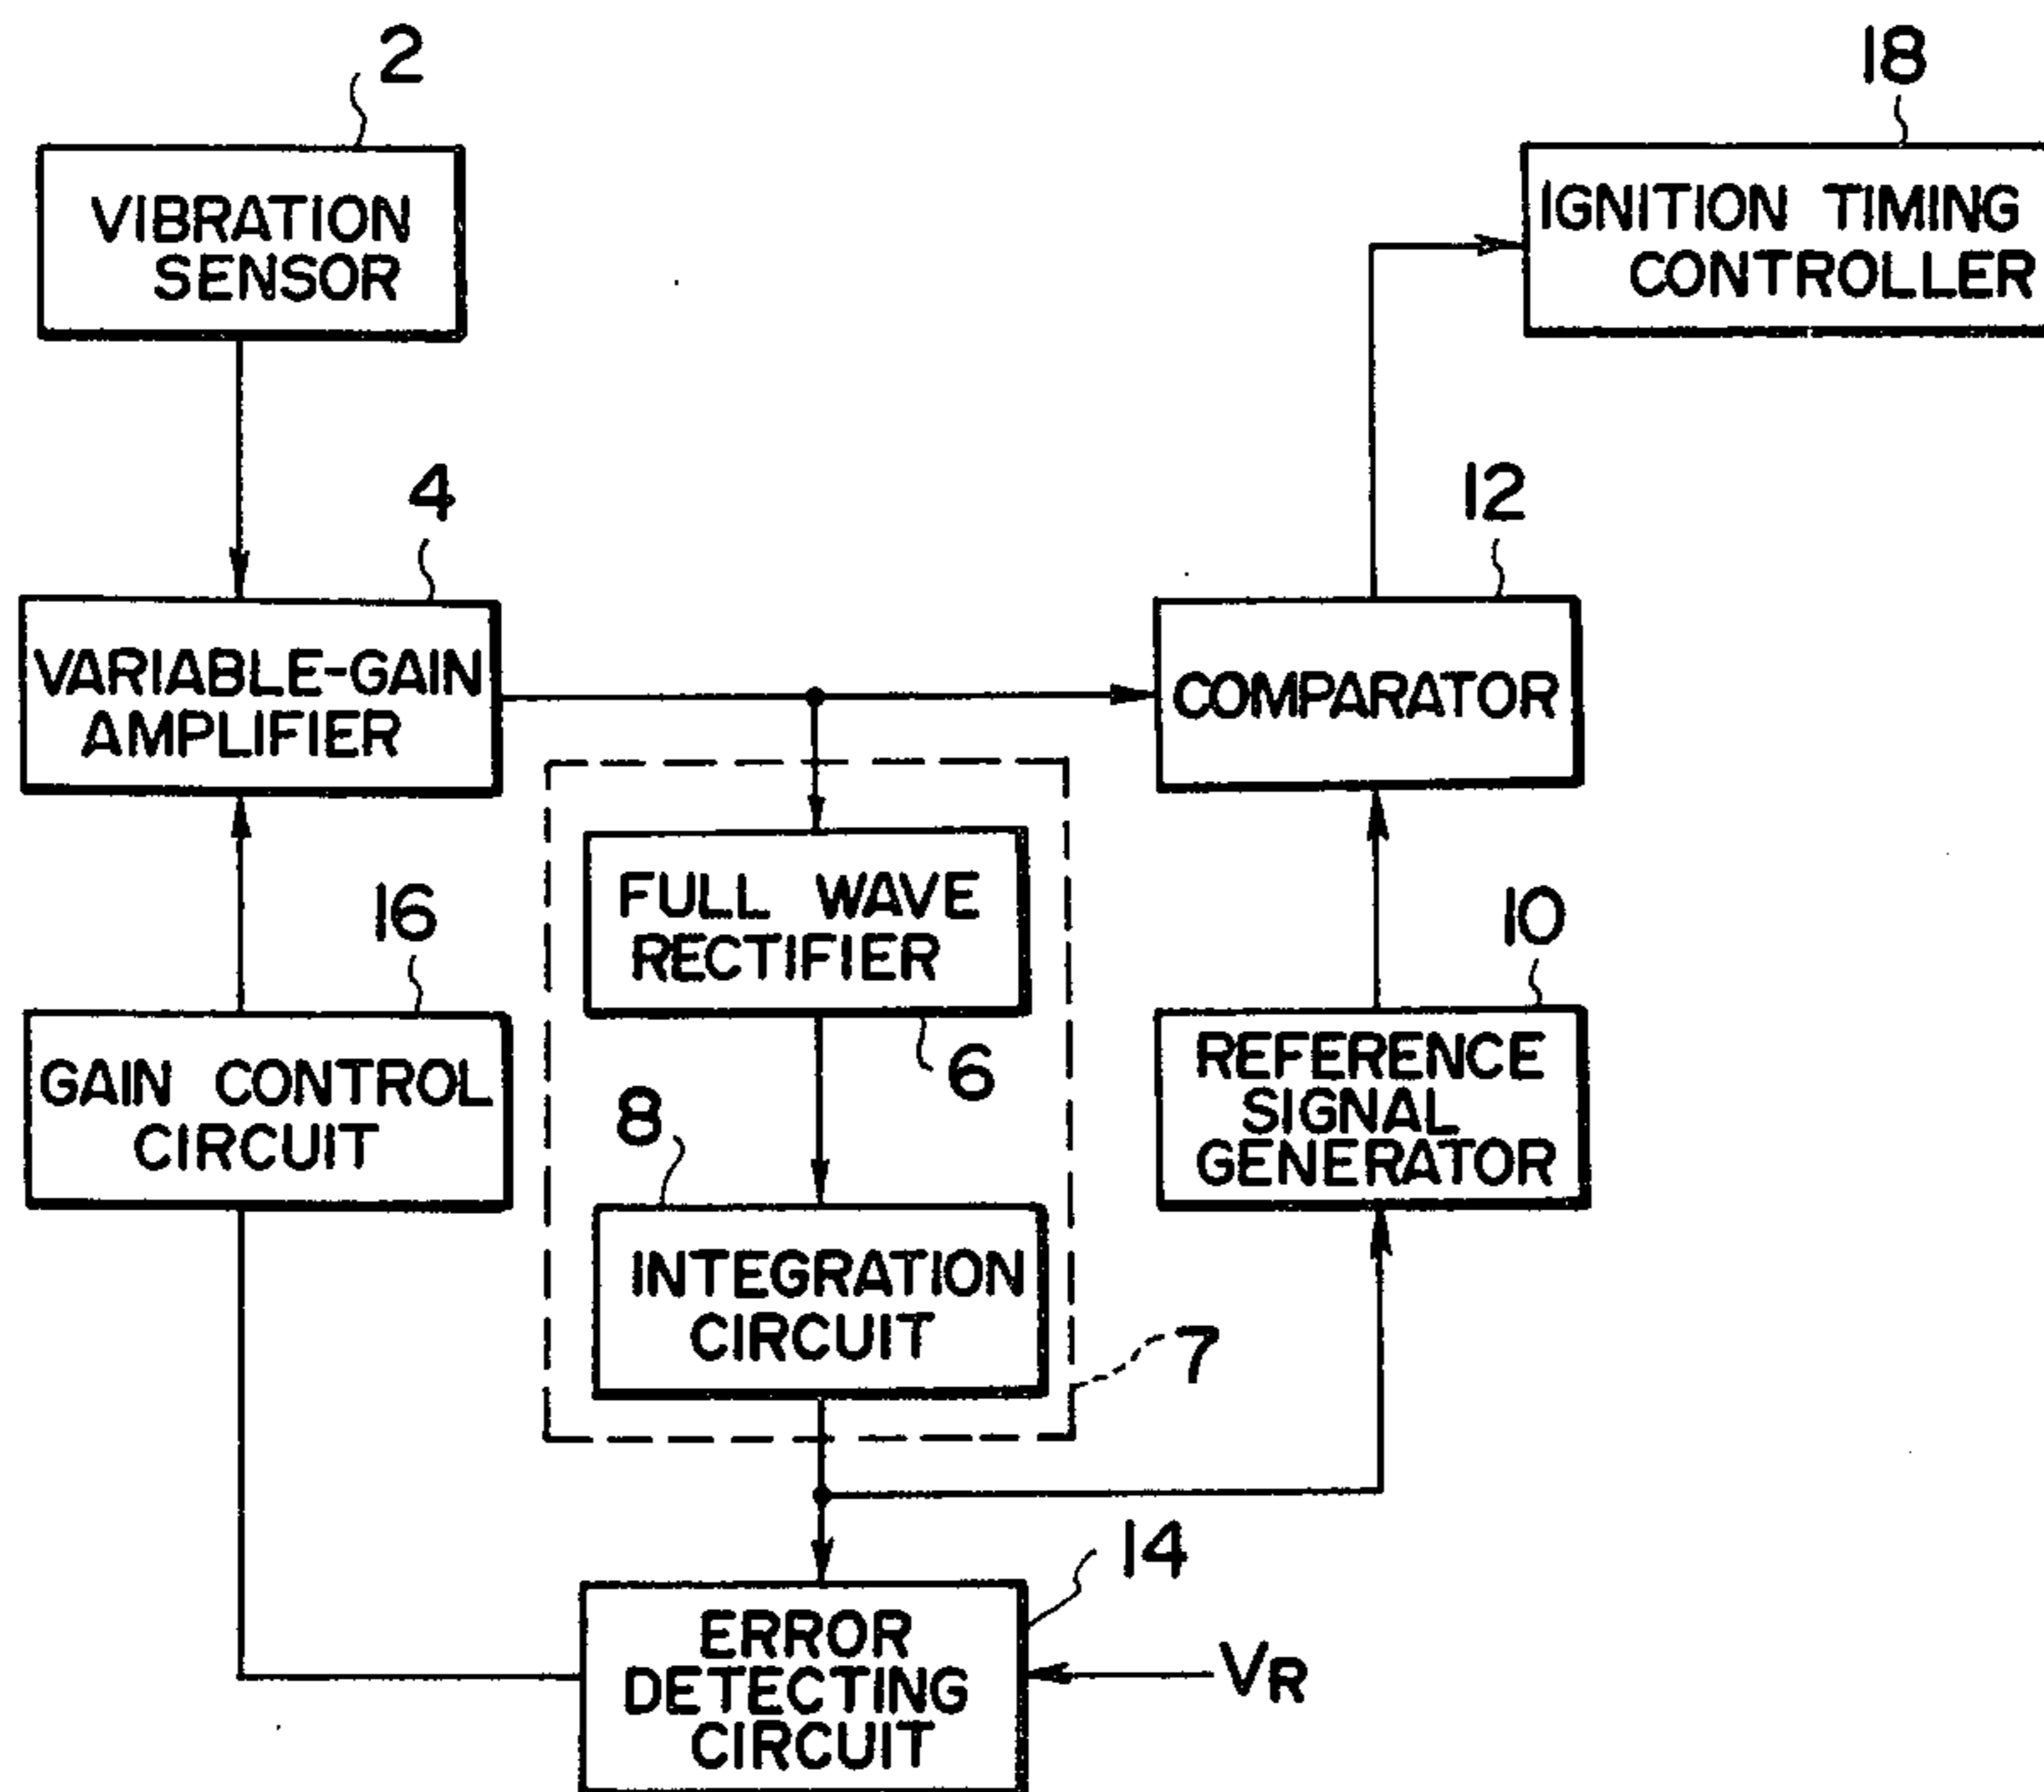 2
18
VIBRATION
SENSOR
IGNITION TIMING
CONTROLLER
4
12
VARIABLE-GAIN
AMPLIFIER
COMPARATOR
16
FULL WAVE
RECTIFIER
10
6
GAIN CONTROL
CIRCUIT
8
REFERENCE
SIGNAL
GENERATOR
INTEGRATION
CIRCUIT
7
14
ERROR
DETECTING
CIRCUIT
VR